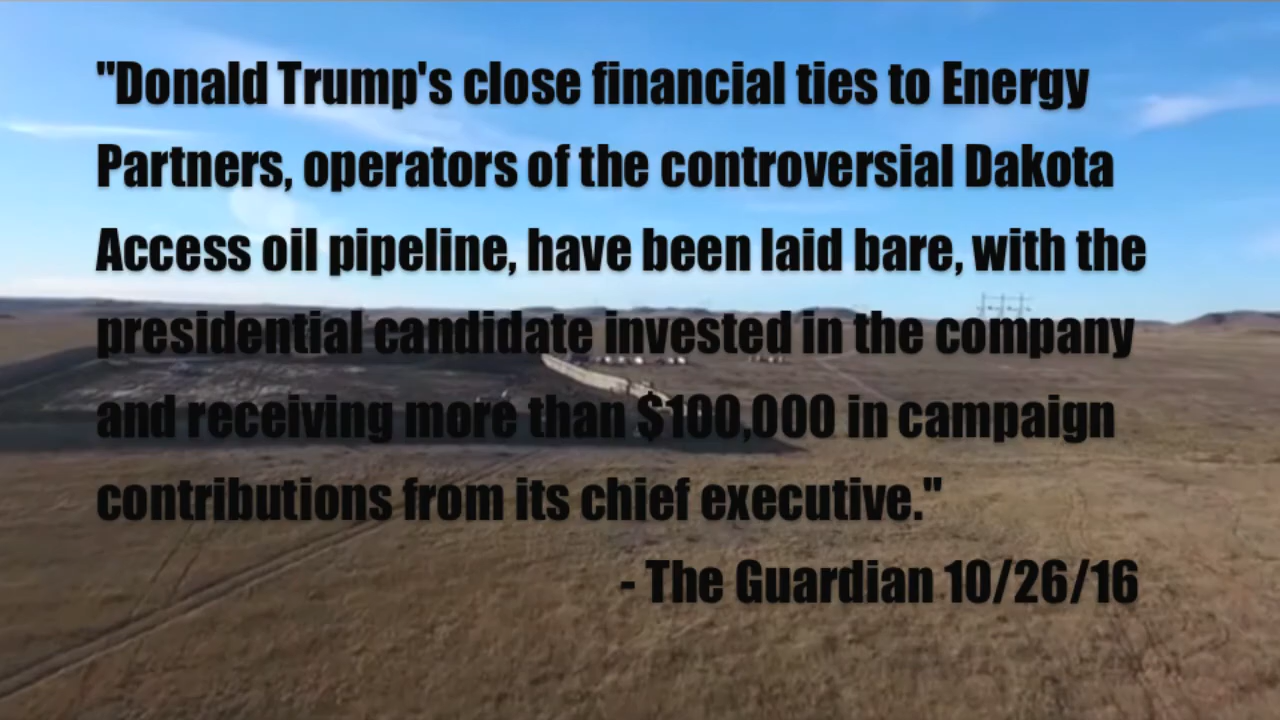 "Donald Trump's close financial ties to Energy
Partners, operators of the controversial Dakota
Access oil pipeline, have been laid bare, with the
presidential candidate invested in the company
and receiving more than $100,000 in campaign
contributions from its chief executive."
- The Guardian 10/26/16